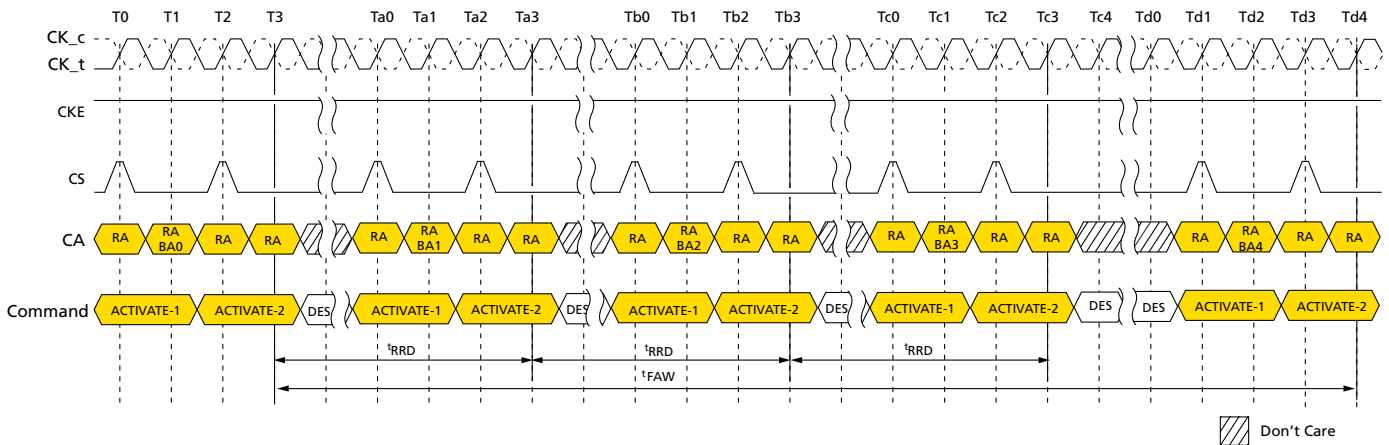 T0 T1 T2 T3 Ta0 Ta1 Ta2 Ta3 Tb0 Tb1 Tb2 Tb3 Tc0 Tc1 Tc2 Tc3 Tc4 Td0 Td1 Td2 Td3 Td4
CK_c
CK_t
CKE
CS
CA RA RA BA0 RA RA RA RA BA1 RA RA RA RA BA2 RA RA RA RA BA3 RA RA RA RA BA4 RA RA
Command ACTIVATE-1 ACTIVATE-2 DES ACTIVATE-1 ACTIVATE-2 DES ACTIVATE-1 ACTIVATE-2 DES ACTIVATE-1 ACTIVATE-2 DES DES ACTIVATE-1 ACTIVATE-2
tRRD tRRD tRRD
tFAW
Don't Care